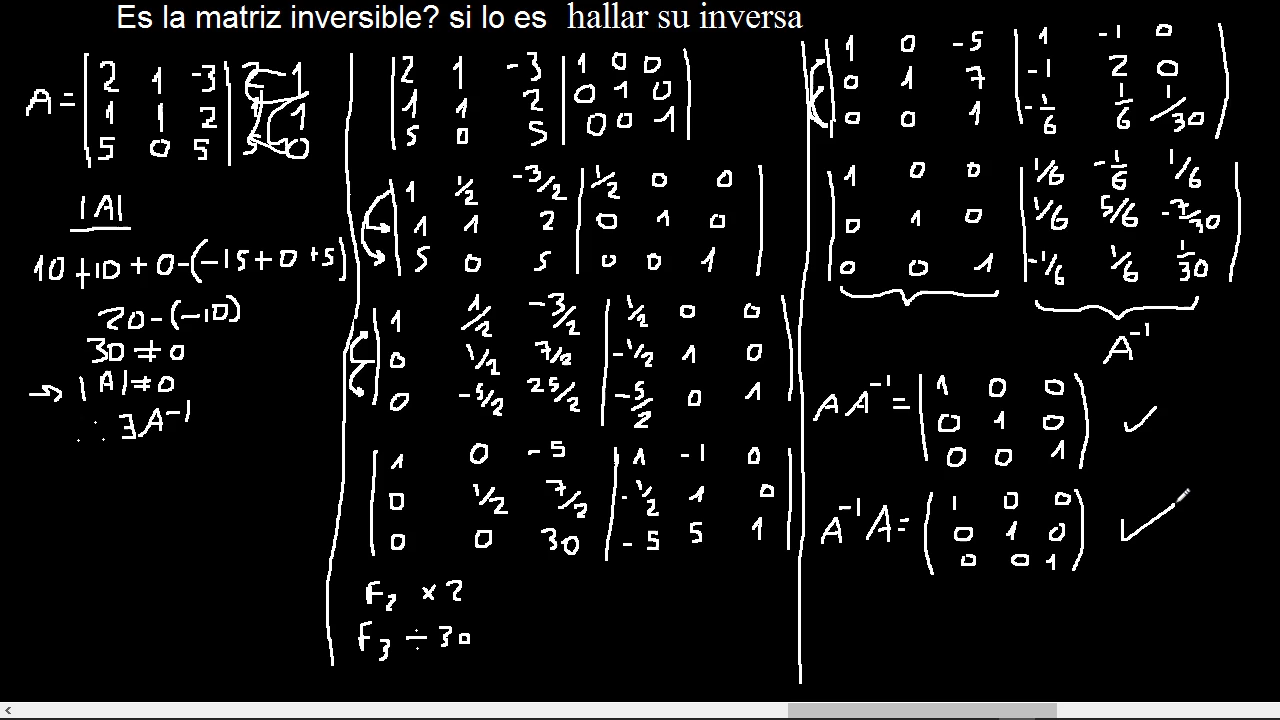 Es la matriz inversible? si lo es hallar su inversa
A = | 2 1 -3 | 2 1
1 1 2 | 1 1
5 0 5 | 5 0
|A|
10 + 10 + 0 - (-15 + 0 + 5]
20 - (-10)
30 ≠ 0
→ |A| ≠ 0
∴ ∃A⁻¹
| 2 1 -3 | 1 0 0 |
| 1 1 2 | 0 1 0 |
| 5 0 5 | 0 0 1 |
| 1 1/2 -3/2 | 1/2 0 0 |
| 1 1 2 | 0 1 0 |
| 5 0 5 | 0 0 1 |
| 1 1/2 -3/2 | 1/2 0 0 |
| 0 1/2 7/2 | -1/2 1 0 |
| 0 -5/2 25/2 | -5/2 0 1 |
| 1 0 -5 | 1 -1 0 |
| 0 1/2 7/2 | -1/2 1 0 |
| 0 0 30 | -5 5 1 |
F₂ × 2
F₃ ÷ 30
| 1 0 -5 | 1 -1 0 |
| 0 1 7 | -1 2 0 |
| 0 0 1 | -1/6 1/6 1/30 |
| 1 0 0 | 1/6 -1/6 1/6 |
| 0 1 0 | 1/6 5/6 -7/30 |
| 0 0 1 | -1/6 1/6 1/30 |
A⁻¹
A A⁻¹ = | 1 0 0 )
0 1 0
0 0 1
A⁻¹ A = ( 1 0 0 )
0 1 0
0 0 1